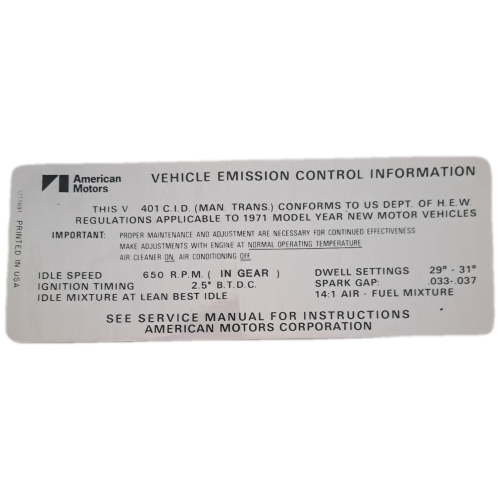 American
Motors
VEHICLE EMISSION CONTROL INFORMATION
THIS V 401 C.I.D. (MAN. TRANS.) CONFORMS TO US DEPT. OF H.E.W.
REGULATIONS APPLICABLE TO 1971 MODEL YEAR NEW MOTOR VEHICLES
IMPORTANT: PROPER MAINTENANCE AND ADJUSTMENT ARE NECESSARY FOR CONTINUED EFFECTIVENESS
MAKE ADJUSTMENTS WITH ENGINE AT NORMAL OPERATING TEMPERATURE
AIR CLEANER ON, AIR CONDITIONING OFF.
IDLE SPEED 650 R.P.M. ( IN GEAR ) DWELL SETTINGS 29° - 31°
IGNITION TIMING 2.5° B.T.D.C. SPARK GAP: .033-.037
IDLE MIXTURE AT LEAN BEST IDLE 14:1 AIR - FUEL MIXTURE
SEE SERVICE MANUAL FOR INSTRUCTIONS
AMERICAN MOTORS CORPORATION
PRINTED IN USA